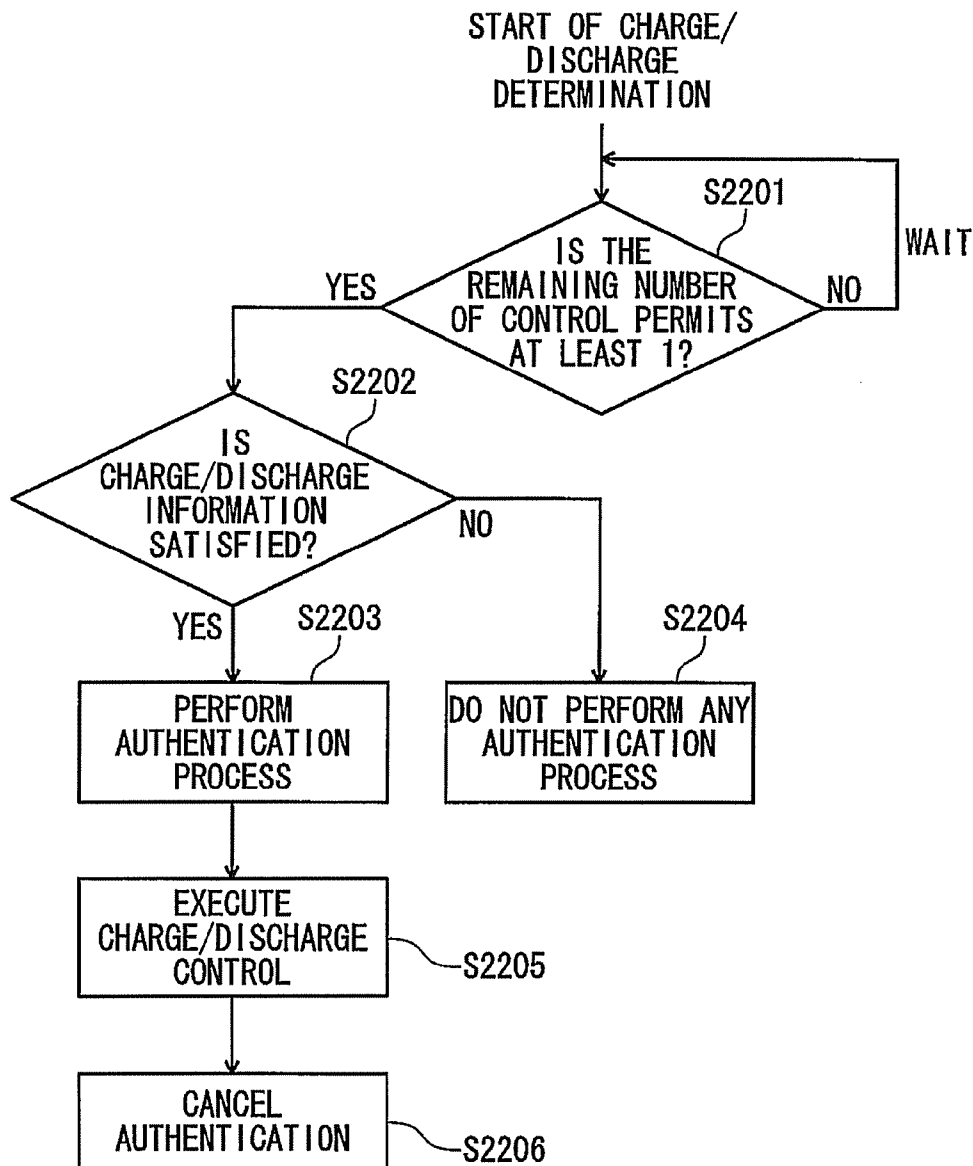 START OF CHARGE/
DISCHARGE
DETERMINATION
S2201
IS THE
REMAINING NUMBER
OF CONTROL PERMITS
AT LEAST 1?
YES
NO
WAIT
S2202
IS
CHARGE/DISCHARGE
INFORMATION
SATISFIED?
NO
YES
S2203
S2204
PERFORM
AUTHENTICATION
PROCESS
DO NOT PERFORM ANY
AUTHENTICATION
PROCESS
EXECUTE
CHARGE/DISCHARGE
CONTROL
S2205
CANCEL
AUTHENTICATION
S2206